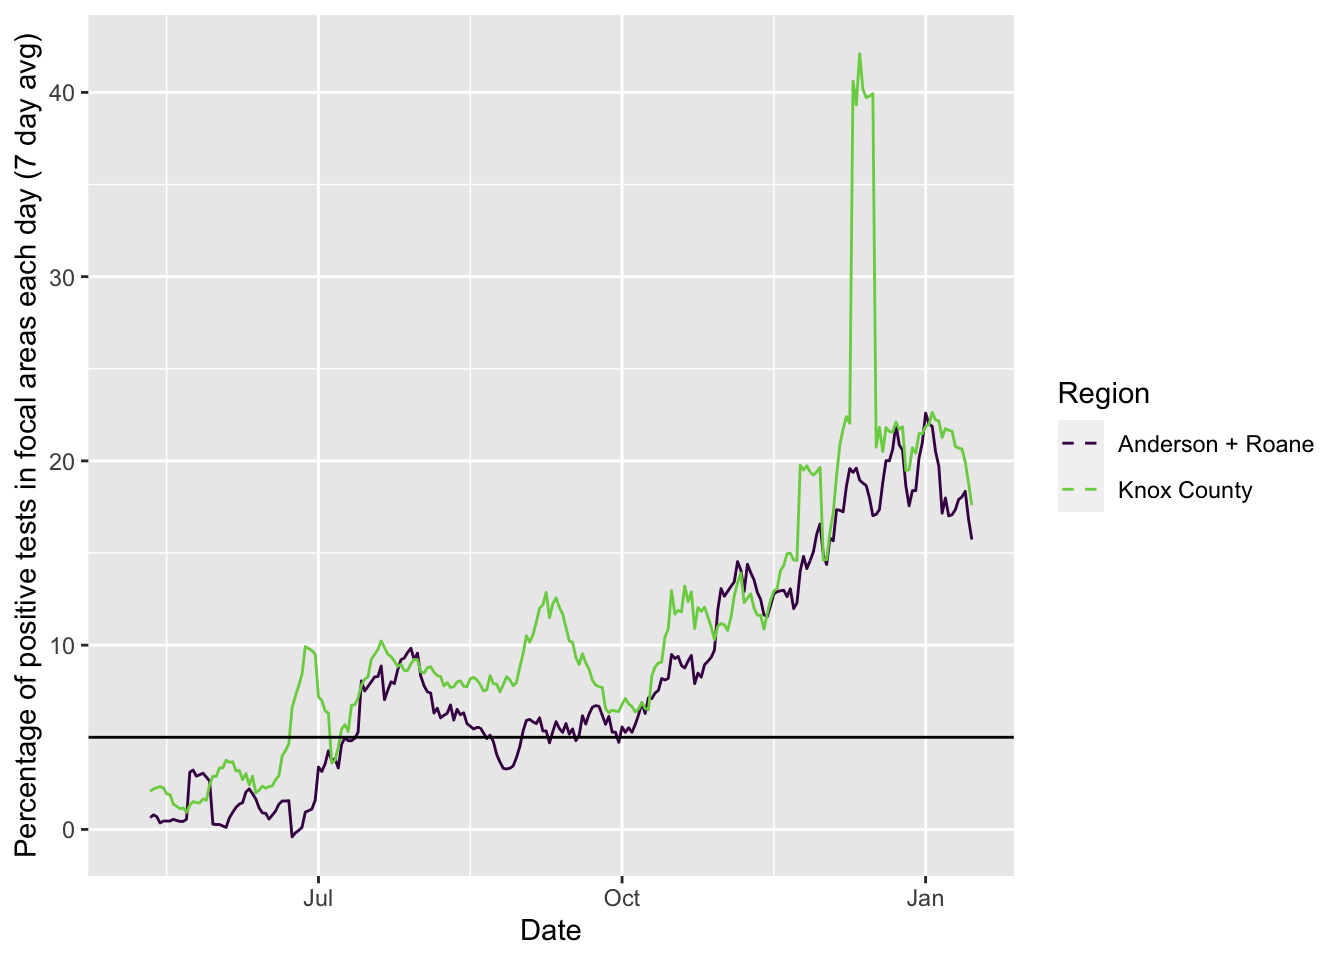 Percentage of positive tests in focal areas each day (7 day avg)
40
30
20
10
0
Jul
Oct
Jan
Date
Region
Anderson + Roane
Knox County